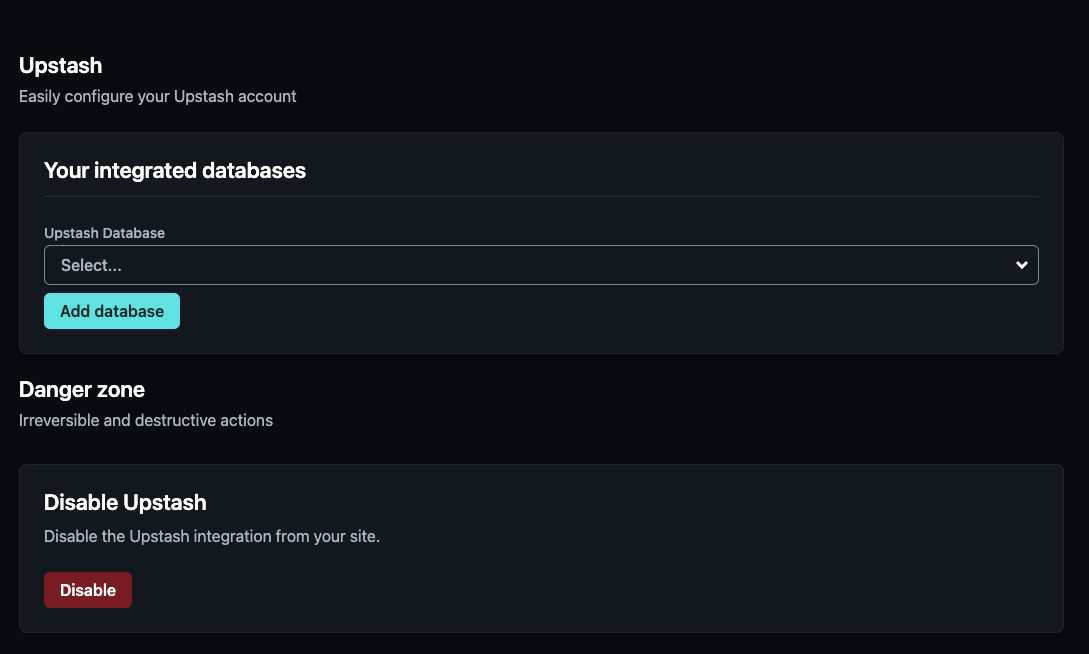 Upstash
Easily configure your Upstash account
Your integrated databases
Upstash Database
Select...
Add database
Danger zone
Irreversible and destructive actions
Disable Upstash
Disable the Upstash integration from your site.
Disable